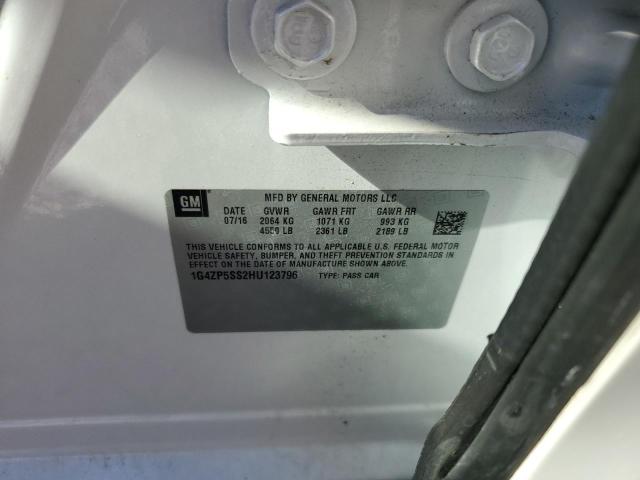 GM
MFD BY GENERAL MOTORS LLC
DATE GVWR GAWR FRT GAWR RR
07/16 2064 KG 1071 KG 993 KG
4550 LB 2361 LB 2189 LB
THIS VEHICLE CONFORMS TO ALL APPLICABLE U.S. FEDERAL MOTOR
VEHICLE SAFETY, BUMPER, AND THEFT PREVENTION STANDARDS
IN EFFECT ON THE DATE OF MANUFACTURE SHOWN ABOVE.
1G4ZP5SS2HU123796 TYPE: PASS CAR